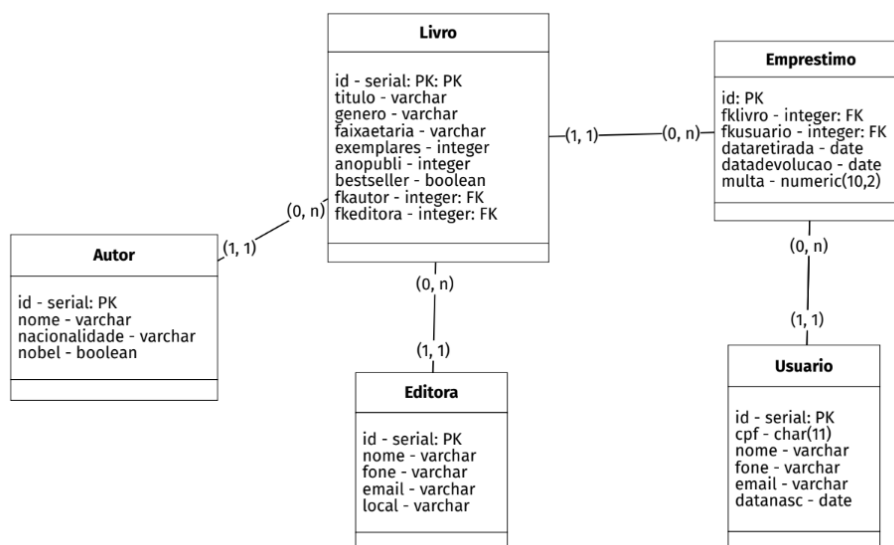 Livro
id - serial: PK: PK
titulo - varchar
genero - varchar
faixaetaria - varchar
exemplares - integer
anopubli - integer
bestseller - boolean
fkautor - integer: FK
fkeditora - integer: FK
Emprestimo
id: PK
fklivro - integer: FK
fkusuario - integer: FK
dataretirada - date
datadevolucao - date
multa - numeric(10,2)
(1, 1)
(0, n)
(0, n)
(1, 1)
Autor
id - serial: PK
nome - varchar
nacionalidade - varchar
nobel - boolean
(0, n)
(1, 1)
Editora
id - serial: PK
nome - varchar
fone - varchar
email - varchar
local - varchar
(0, n)
(1, 1)
Usuario
id - serial: PK
cpf - char(11)
nome - varchar
fone - varchar
email - varchar
datanasc - date